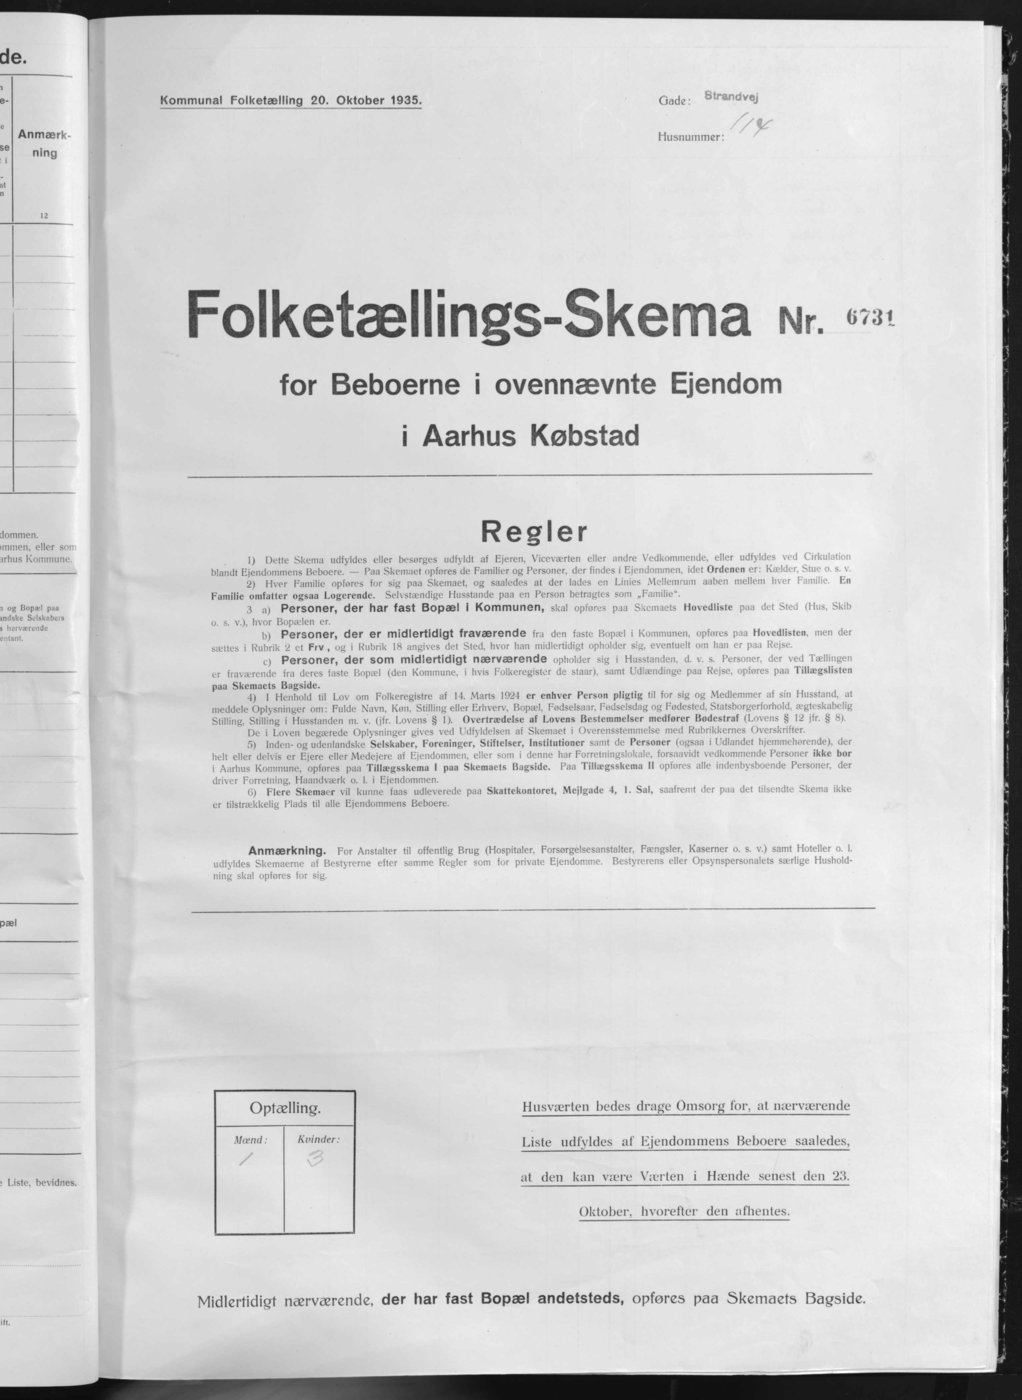 de.
Anmærk-
ning
12
dommen.
ommen, eller som
arhus Kommune.
n og Bopæl paa
andske Selskabers
s herværende
entant.
pæl
e Liste, bevidnes.
ift.
Kommunal Folketælling 20. Oktober 1935.
Gade: Strandvej
Husnummer: 114
Folketællings-Skema Nr. 6731
for Beboerne i ovennævnte Ejendom
i Aarhus Købstad
Regler
1) Dette Skema udfyldes eller besørges udfyldt af Ejeren, Viceværten eller andre Vedkommende, eller udfyldes ved Cirkulation
blandt Ejendommens Beboere. — Paa Skemaet opføres de Familier og Personer, der findes i Ejendommen, idet Ordenen er: Kælder, Stue o. s. v.
2) Hver Familie opføres for sig paa Skemaet, og saaledes at der lades en Linies Mellemrum aaben mellem hver Familie. En
Familie omfatter ogsaa Logerende. Selvstændige Husstande paa en Person betragtes som „Familie“.
3 a) Personer, der har fast Bopæl i Kommunen, skal opføres paa Skemaets Hovedliste paa det Sted (Hus, Skib
o. s. v.), hvor Bopælen er.
b) Personer, der er midlertidigt fraværende fra den faste Bopæl i Kommunen, opføres paa Hovedlisten, men der
sættes i Rubrik 2 et Frv., og i Rubrik 18 angives det Sted, hvor han midlertidigt opholder sig, eventuelt om han er paa Rejse.
c) Personer, der som midlertidigt nærværende opholder sig i Husstanden, d. v. s. Personer, der ved Tællingen
er fraværende fra deres faste Bopæl (den Kommune, i hvis Folkeregister de staar), samt Udlændinge paa Rejse, opføres paa Tillægslisten
paa Skemaets Bagside.
4) I Henhold til Lov om Folkeregistre af 14. Marts 1924 er enhver Person pligtig til for sig og Medlemmer af sin Husstand, at
meddele Oplysninger om: Fulde Navn, Køn, Stilling eller Erhverv, Bopæl, Fødselsaar, Fødselsdag og Fødested, Statsborgerforhold, ægteskabelig
Stilling, Stilling i Husstanden m. v. (jfr. Lovens § 1). Overtrædelse af Lovens Bestemmelser medfører Bødestraf (Lovens § 12 jfr. § 8).
De i Loven begærede Oplysninger gives ved Udfyldelsen af Skemaet i Overensstemmelse med Rubrikkernes Overskrifter.
5) Inden- og udenlandske Selskaber, Foreninger, Stiftelser, Institutioner samt de Personer (ogsaa i Udlandet hjemmehørende), der
helt eller delvis er Ejere eller Medejere af Ejendommen, eller som i denne har Forretningslokale, forsaavidt vedkommende Personer ikke bor
i Aarhus Kommune, opføres paa Tillægsskema I paa Skemaets Bagside. Paa Tillægsskema II opføres alle indenbysboende Personer, der
driver Forretning, Haandværk o. l. i Ejendommen.
6) Flere Skemaer vil kunne faas udleverede paa Skattekontoret, Mejlgade 4, 1. Sal, saafremt der paa det tilsendte Skema ikke
er tilstrækkelig Plads til alle Ejendommens Beboere.
Anmærkning. For Anstalter til offentlig Brug (Hospitaler, Forsørgelsesanstalter, Fængsler, Kaserner o. s. v.) samt Hoteller o. l.
udfyldes Skemaerne af Bestyrerne efter samme Regler som for private Ejendomme. Bestyrerens eller Opsynspersonalets særlige Hushold-
ning skal opføres for sig.
Optælling.
Mænd: Kvinder:
1 3
Husværten bedes drage Omsorg for, at nærværende
Liste udfyldes af Ejendommens Beboere saaledes,
at den kan være Værten i Hænde senest den 23.
Oktober, hvorefter den afhentes.
Midlertidigt nærværende, der har fast Bopæl andetsteds, opføres paa Skemaets Bagside.